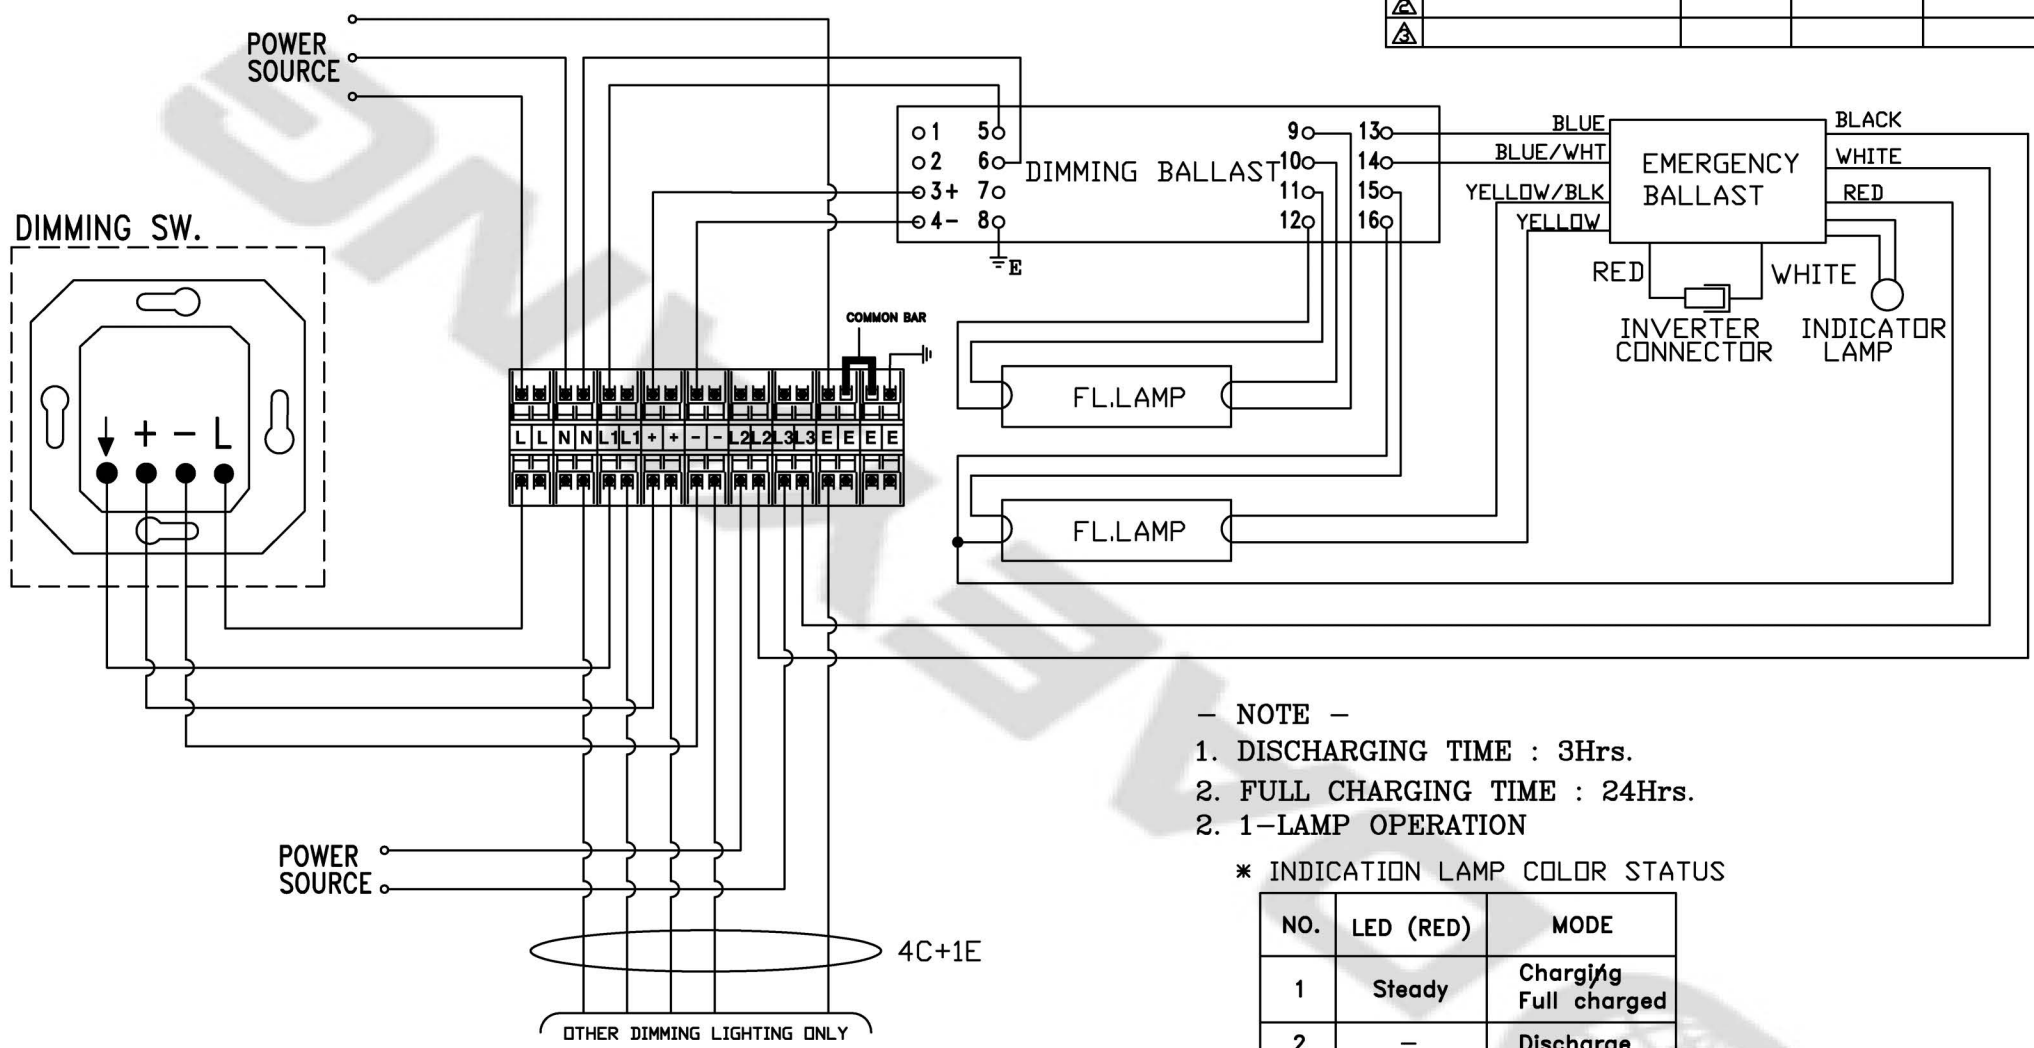 2
3
POWER
SOURCE
DIMMING SW.
+ − L
1 5 9 13
2 6 10 14
3+ 7 11 15
4- 8 12 16
DIMMING BALLAST
E
BLUE
BLUE/WHT
YELLOW/BLK
YELLOW
EMERGENCY
BALLAST
BLACK
WHITE
RED
RED
WHITE
INVERTER
CONNECTOR
INDICATOR
LAMP
COMMON BAR
FL.LAMP
FL.LAMP
L L N N L1 L1 + + - - L2 L2 L3 L3 E E E E
POWER
SOURCE
4C+1E
OTHER DIMMING LIGHTING ONLY
- NOTE -
1. DISCHARGING TIME : 3Hrs.
2. FULL CHARGING TIME : 24Hrs.
2. 1-LAMP OPERATION
* INDICATION LAMP COLOR STATUS
NO. LED (RED) MODE
1 Steady Charging/
Full charged
2 - Discharge
DAEYANG